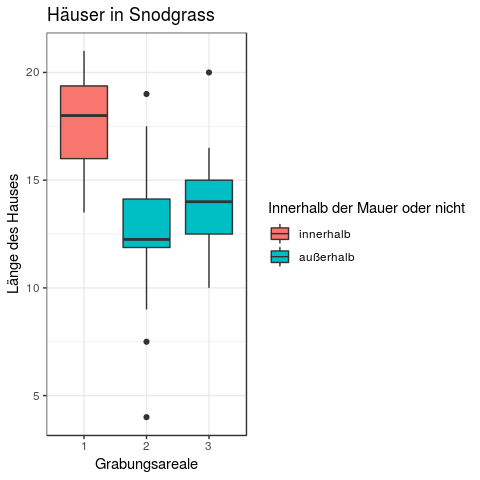 Häuser in Snodgrass
20
15
10
5
Länge des Hauses
1 2 3
Grabungsareale
Innerhalb der Mauer oder nicht
innerhalb
außerhalb